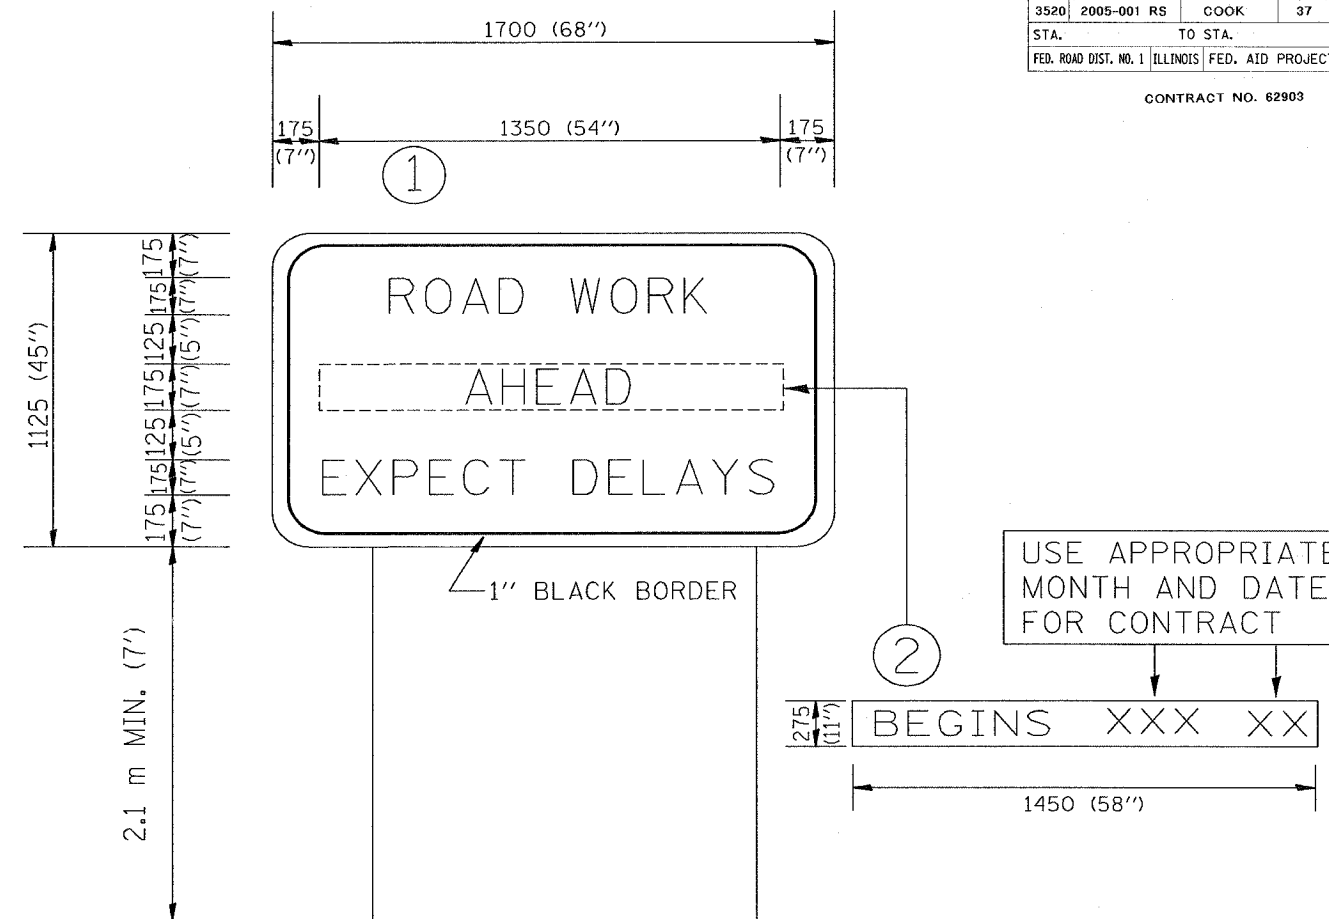 3520 2005-001 RS COOK 37
STA. TO STA.
FED. ROAD DIST. NO. 1 ILLINOIS FED. AID PROJECT
CONTRACT NO. 62903
1700 (68'')
175 (7'')
1350 (54'')
175 (7'')
1
1125 (45'')
175 (7'')
175 (7'')
125 (5'')
175 (7'')
125 (5'')
175 (7'')
175 (7'')
ROAD WORK
AHEAD
EXPECT DELAYS
1'' BLACK BORDER
2.1 m MIN. (7')
2
USE APPROPRIATE
MONTH AND DATE
FOR CONTRACT
275 (11'')
BEGINS XXX XX
1450 (58'')